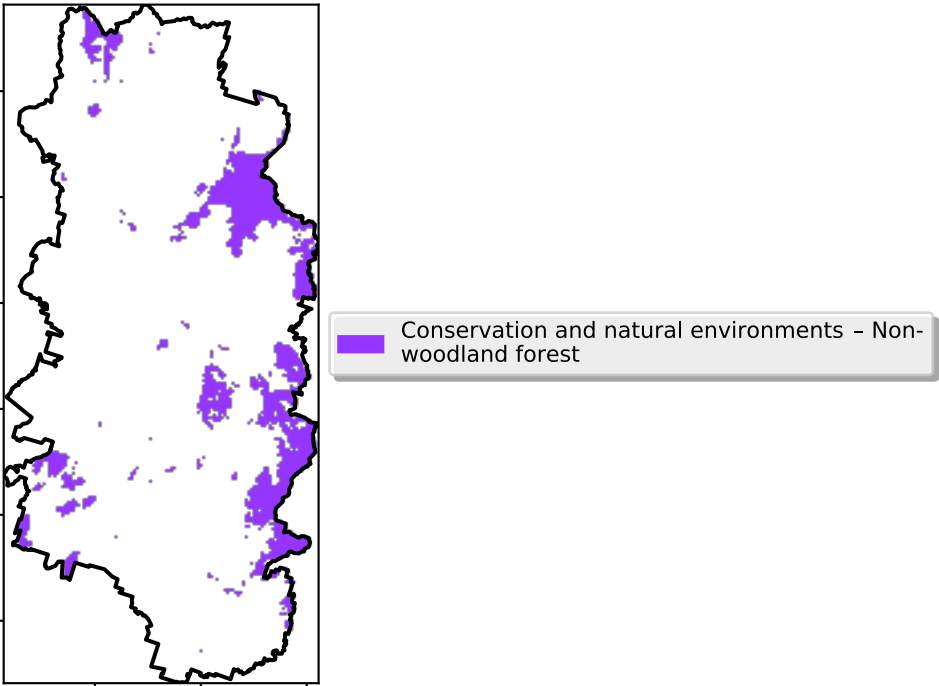 Conservation and natural environments – Non-
woodland forest